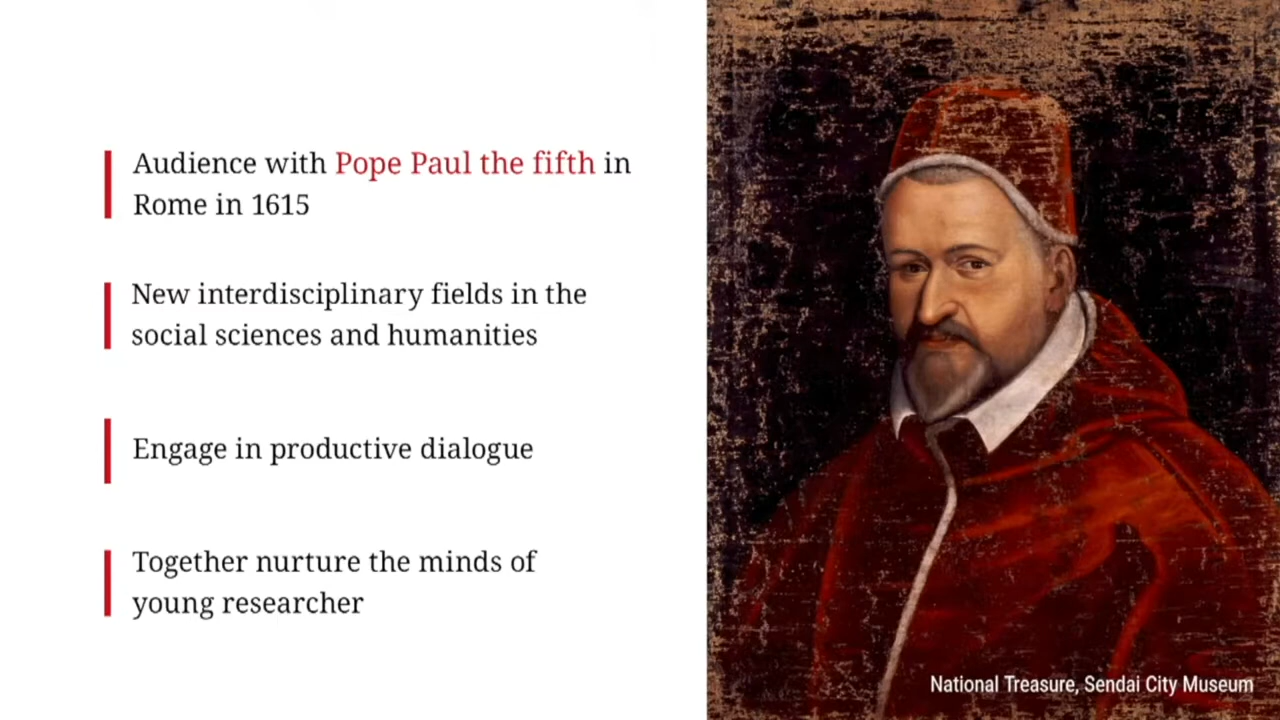 Audience with Pope Paul the fifth in
Rome in 1615
New interdisciplinary fields in the
social sciences and humanities
Engage in productive dialogue
Together nurture the minds of
young researcher
National Treasure, Sendai City Museum